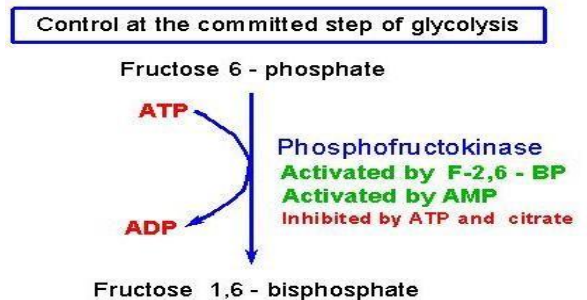 Control at the committed step of glycolysis
Fructose 6 - phosphate
ATP
Phosphofructokinase
Activated by F-2,6 - BP
Activated by AMP
Inhibited by ATP and citrate
ADP
Fructose 1,6 - bisphosphate